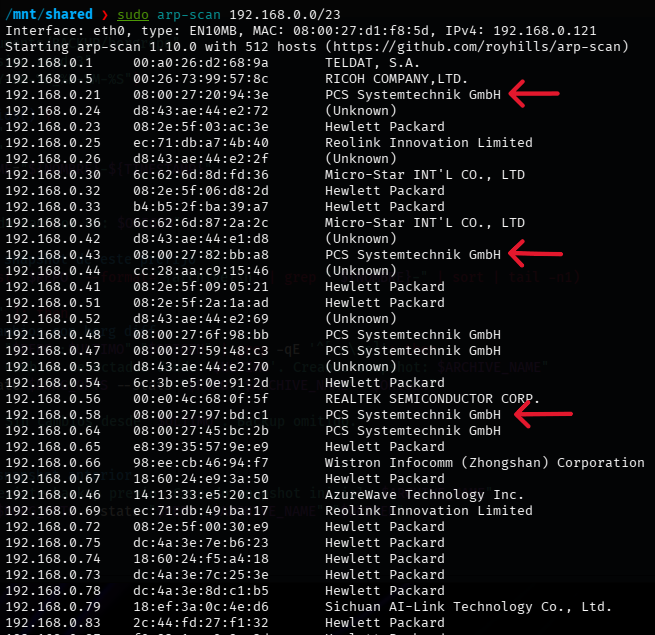 /mnt/shared ❯ sudo arp-scan 192.168.0.0/23
Interface: eth0, type: EN10MB, MAC: 08:00:27:d1:f8:5d, IPv4: 192.168.0.121
Starting arp-scan 1.10.0 with 512 hosts (https://github.com/royhills/arp-scan)
192.168.0.1 00:a0:26:d2:68:9a TELDAT, S.A.
192.168.0.5 00:26:73:99:57:8c RICOH COMPANY,LTD.
192.168.0.21 08:00:27:20:94:3e PCS Systemtechnik GmbH
192.168.0.24 d8:43:ae:44:e2:72 (Unknown)
192.168.0.23 08:2e:5f:03:ac:3e Hewlett Packard
192.168.0.25 ec:71:db:a7:4b:40 Reolink Innovation Limited
192.168.0.26 d8:43:ae:44:e2:2f (Unknown)
192.168.0.30 6c:62:6d:8d:fd:36 Micro-Star INT'L CO., LTD
192.168.0.32 08:2e:5f:06:d8:2d Hewlett Packard
192.168.0.33 b4:b5:2f:ba:39:a7 Hewlett Packard
192.168.0.36 6c:62:6d:87:2a:2c Micro-Star INT'L CO., LTD
192.168.0.42 d8:43:ae:44:e1:d8 (Unknown)
192.168.0.43 08:00:27:82:bb:a8 PCS Systemtechnik GmbH
192.168.0.44 cc:28:aa:c9:15:46 (Unknown)
192.168.0.41 08:2e:5f:09:05:21 Hewlett Packard
192.168.0.51 08:2e:5f:2a:1a:ad Hewlett Packard
192.168.0.52 d8:43:ae:44:e2:69 (Unknown)
192.168.0.48 08:00:27:6f:98:bb PCS Systemtechnik GmbH
192.168.0.47 08:00:27:59:48:c3 PCS Systemtechnik GmbH
192.168.0.53 d8:43:ae:44:e2:70 (Unknown)
192.168.0.54 6c:3b:e5:0e:91:2d Hewlett Packard
192.168.0.56 00:e0:4c:68:0f:5f REALTEK SEMICONDUCTOR CORP.
192.168.0.58 08:00:27:97:bd:c1 PCS Systemtechnik GmbH
192.168.0.64 08:00:27:45:bc:2b PCS Systemtechnik GmbH
192.168.0.65 e8:39:35:57:9e:e9 Hewlett Packard
192.168.0.66 98:ee:cb:46:94:f7 Wistron Infocomm (Zhongshan) Corporation
192.168.0.67 18:60:24:e9:3a:50 Hewlett Packard
192.168.0.46 14:13:33:e5:20:c1 AzureWave Technology Inc.
192.168.0.69 ec:71:db:49:ba:17 Reolink Innovation Limited
192.168.0.72 08:2e:5f:00:30:e9 Hewlett Packard
192.168.0.75 dc:4a:3e:7e:b6:23 Hewlett Packard
192.168.0.74 18:60:24:f5:a4:18 Hewlett Packard
192.168.0.73 dc:4a:3e:7c:25:3e Hewlett Packard
192.168.0.78 dc:4a:3e:8d:c1:b5 Hewlett Packard
192.168.0.79 18:ef:3a:0c:4e:d6 Sichuan AI-Link Technology Co., Ltd.
192.168.0.83 2c:44:fd:27:f1:32 Hewlett Packard